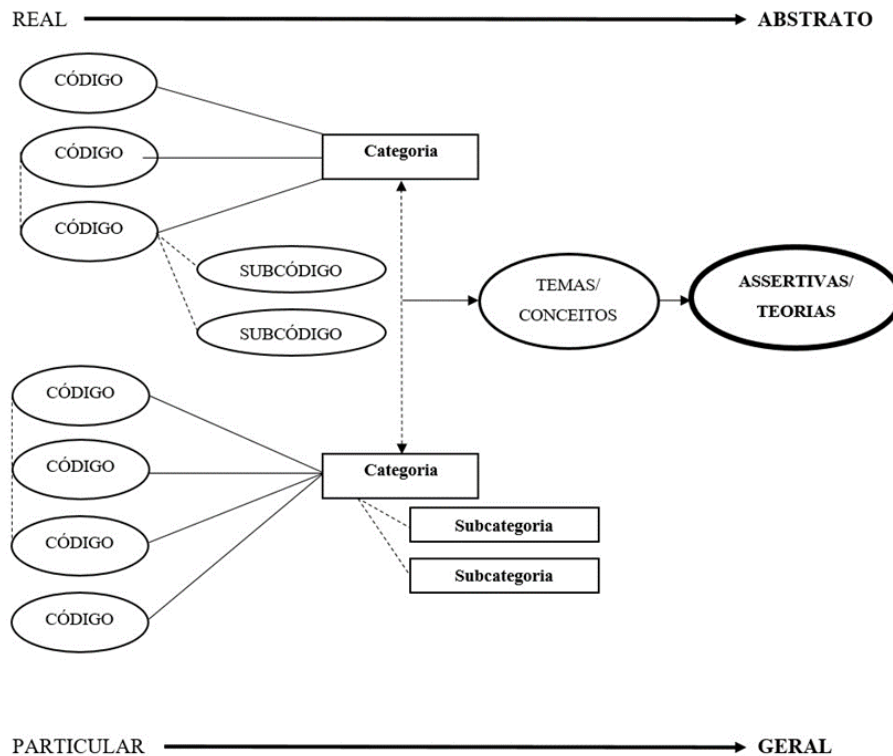 REAL ABSTRATO
CÓDIGO
CÓDIGO
CÓDIGO
Categoria
SUBCÓDIGO
SUBCÓDIGO
TEMAS/
CONCEITOS
ASSERTIVAS/
TEORIAS
CÓDIGO
CÓDIGO
CÓDIGO
CÓDIGO
Categoria
Subcategoria
Subcategoria
PARTICULAR GERAL